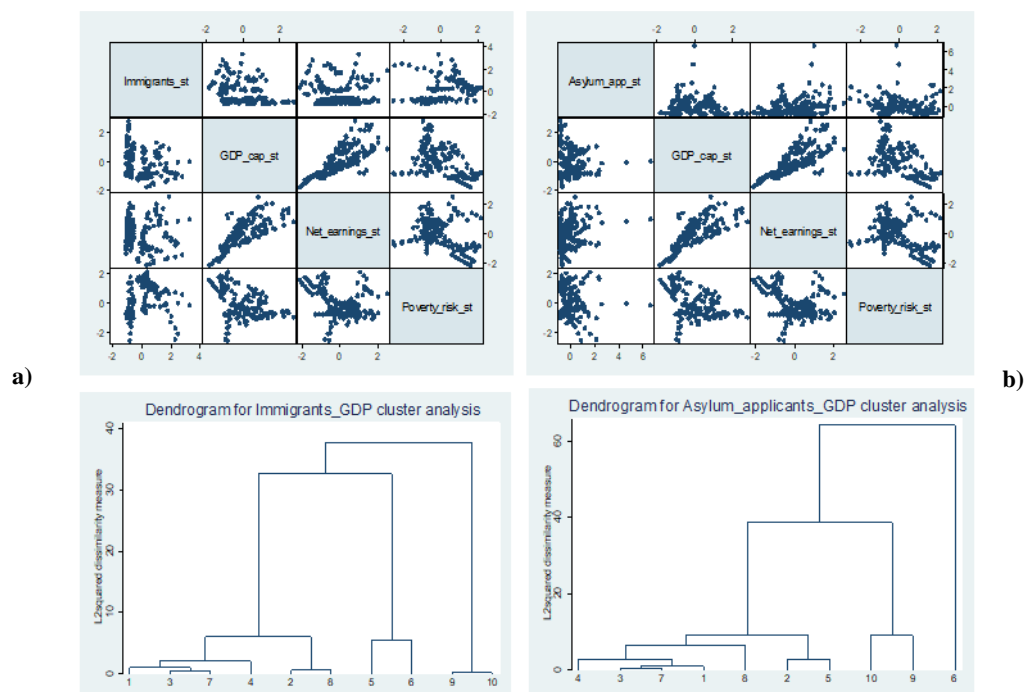 0 2 -2 0 2
Immigrants_st
4
2
0
-2
2
0
-2
GDP_cap_st
Net_earnings_st
2
0
-2
2
0
-2
Poverty_risk_st
-2 0 2 4 -2 0 2
a)
-2 0 2 -2 0 2
Asylum_app_st
6
4
2
0
2
0
-2
GDP_cap_st
Net_earnings_st
2
0
-2
2
0
-2
Poverty_risk_st
0 2 4 6 -2 0 2
b)
Dendrogram for Immigrants_GDP cluster analysis
L2squared dissimilarity measure
40
30
20
10
0
1 3 7 4 2 8 5 6 9 10
Dendrogram for Asylum_applicants_GDP cluster analysis
L2squared dissimilarity measure
60
40
20
0
4 3 7 1 8 2 5 10 9 6